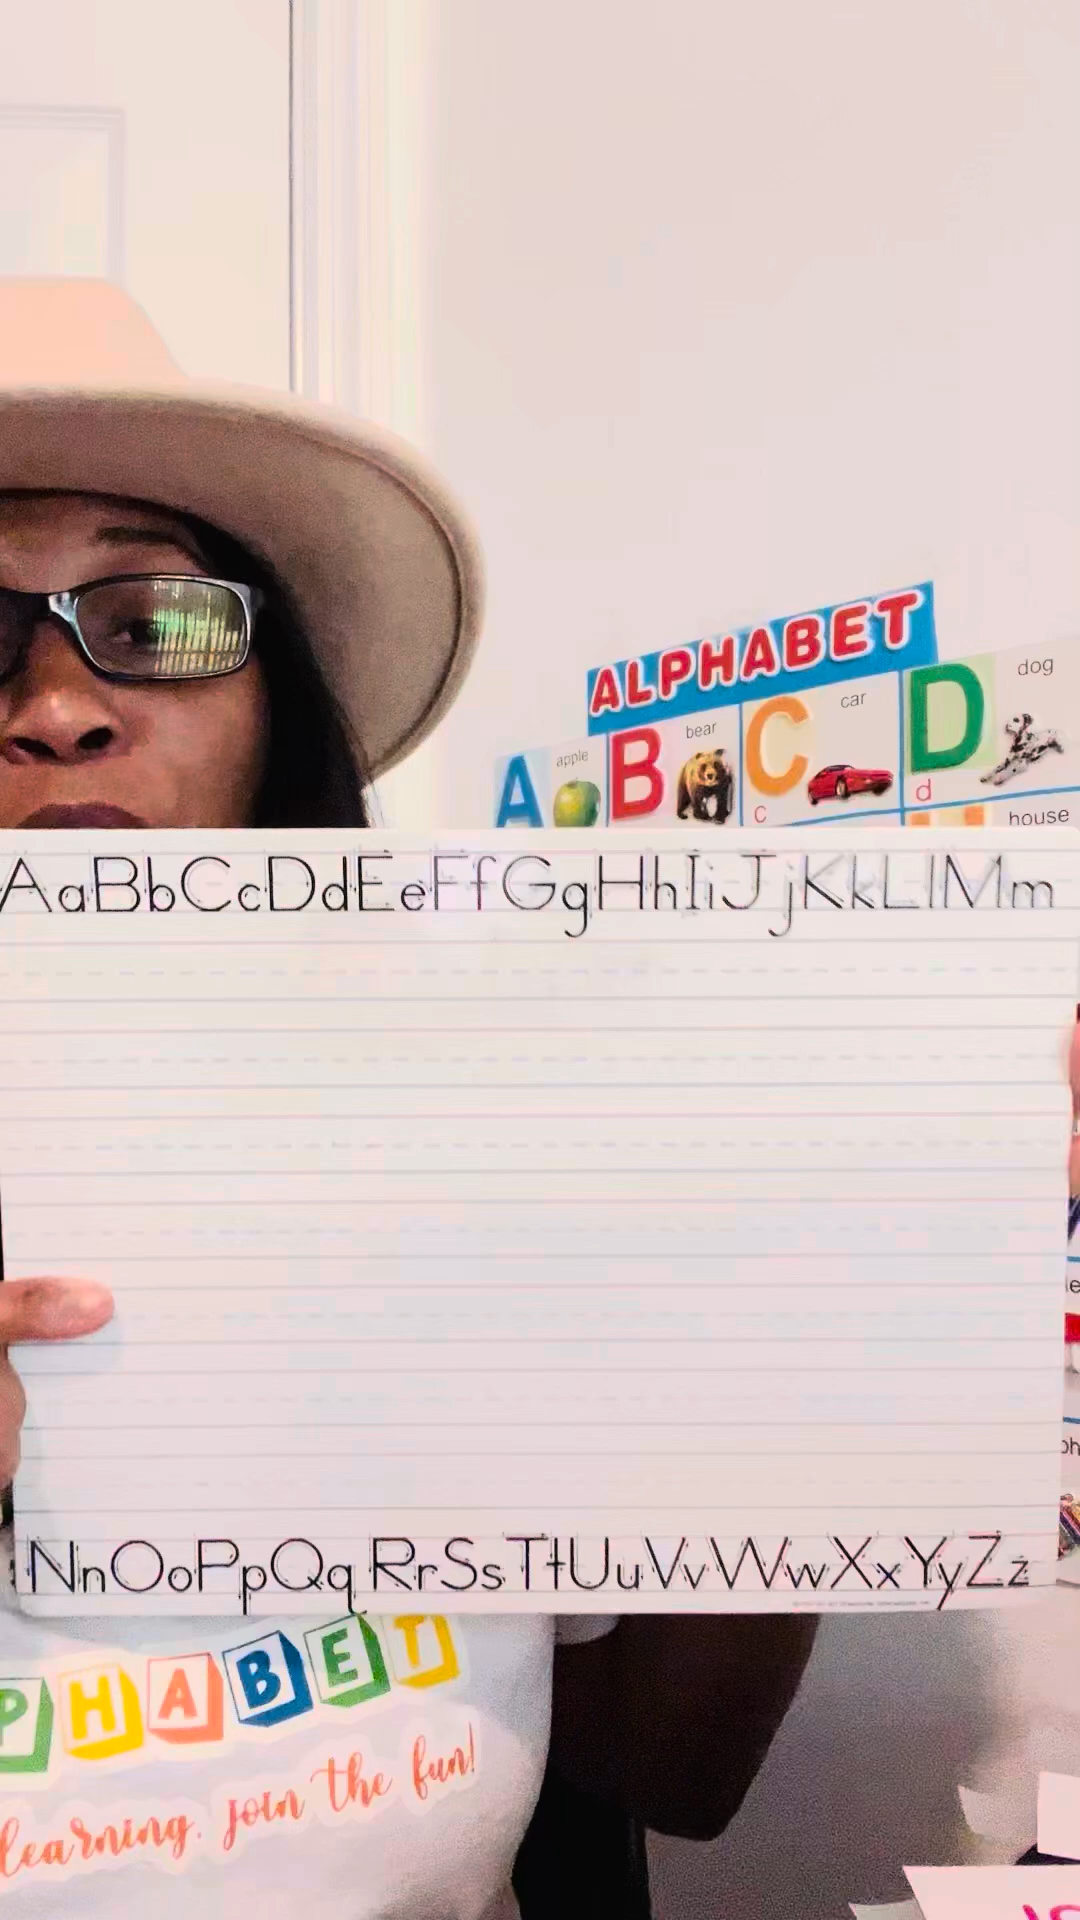 ALPHABET
A apple B bear C car D dog
c d
house
AaBbCcDdEeFfGgHhIiJjKkLlMm
NnOoPpQqRrSsTtUuVvWwXxYyZz
PHABET
learning, join the fun!